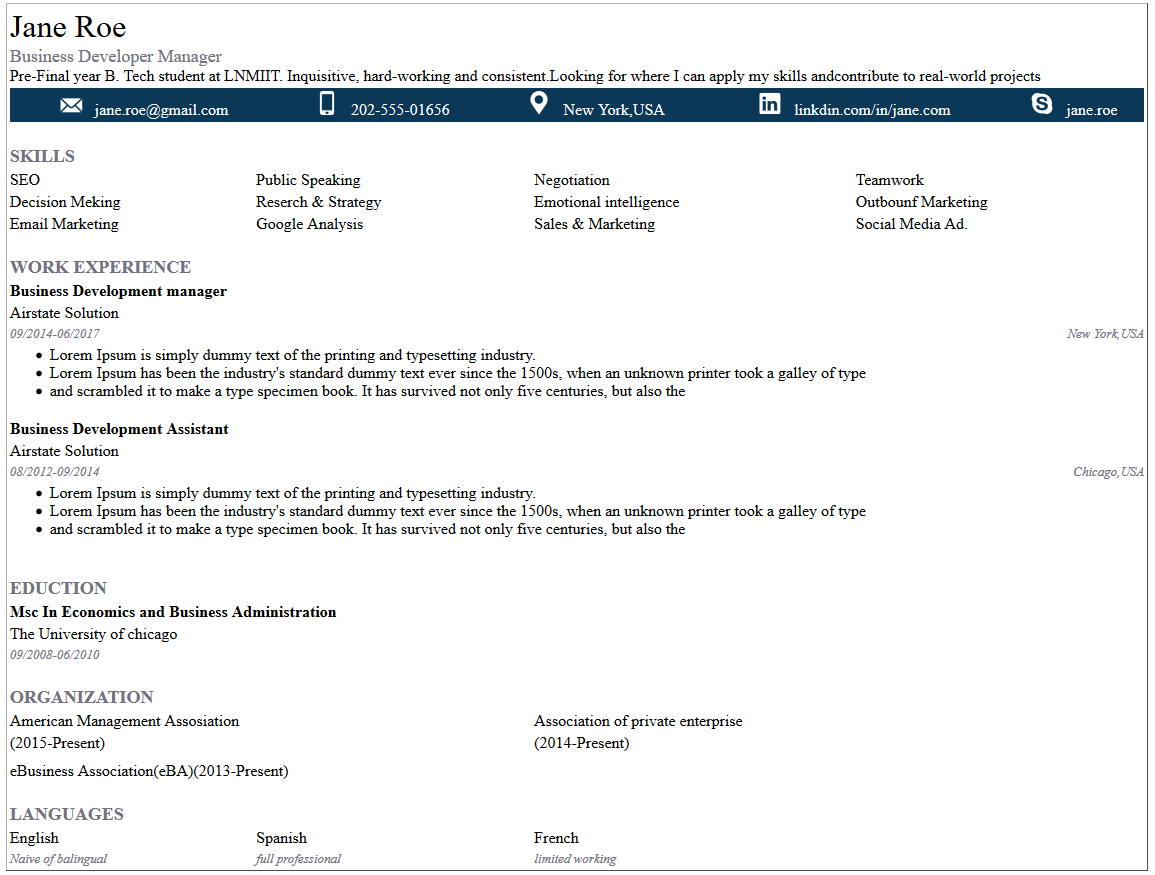 Jane Roe
Business Developer Manager
Pre-Final year B. Tech student at LNMIIT. Inquisitive, hard-working and consistent.Looking for where I can apply my skills andcontribute to real-world projects
jane.roe@gmail.com 202-555-01656 New York,USA linkdin.com/in/jane.com jane.roe
SKILLS
SEO Public Speaking Negotiation Teamwork
Decision Meking Reserch & Strategy Emotional intelligence Outbounf Marketing
Email Marketing Google Analysis Sales & Marketing Social Media Ad.
WORK EXPERIENCE
Business Development manager
Airstate Solution
09/2014-06/2017 New York,USA
• Lorem Ipsum is simply dummy text of the printing and typesetting industry.
• Lorem Ipsum has been the industry's standard dummy text ever since the 1500s, when an unknown printer took a galley of type
• and scrambled it to make a type specimen book. It has survived not only five centuries, but also the
Business Development Assistant
Airstate Solution
08/2012-09/2014 Chicago,USA
• Lorem Ipsum is simply dummy text of the printing and typesetting industry.
• Lorem Ipsum has been the industry's standard dummy text ever since the 1500s, when an unknown printer took a galley of type
• and scrambled it to make a type specimen book. It has survived not only five centuries, but also the
EDUCTION
Msc In Economics and Business Administration
The University of chicago
09/2008-06/2010
ORGANIZATION
American Management Assosiation Association of private enterprise
(2015-Present) (2014-Present)
eBusiness Association(eBA)(2013-Present)
LANGUAGES
English Spanish French
Naive of balingual full professional limited working